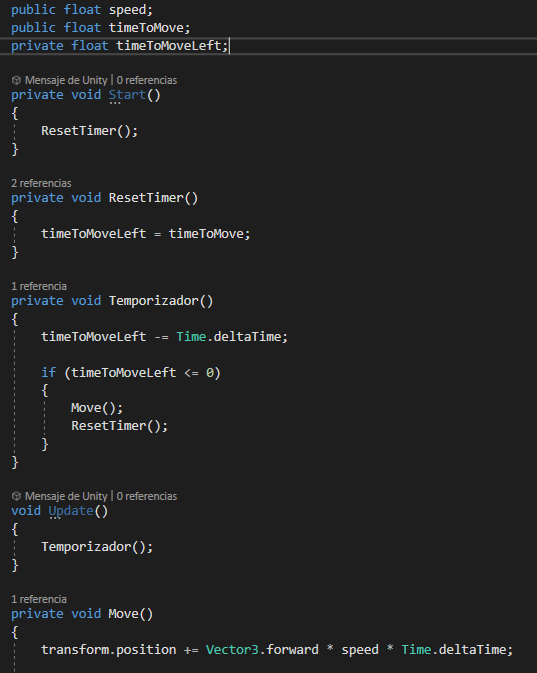 public float speed;
public float timeToMove;
private float timeToMoveLeft;
Mensaje de Unity | 0 referencias
private void Start()
{
ResetTimer();
}
2 referencias
private void ResetTimer()
{
timeToMoveLeft = timeToMove;
}
1 referencia
private void Temporizador()
{
timeToMoveLeft -= Time.deltaTime;
if (timeToMoveLeft <= 0)
{
Move();
ResetTimer();
}
}
Mensaje de Unity | 0 referencias
void Update()
{
Temporizador();
}
1 referencia
private void Move()
{
transform.position += Vector3.forward * speed * Time.deltaTime;